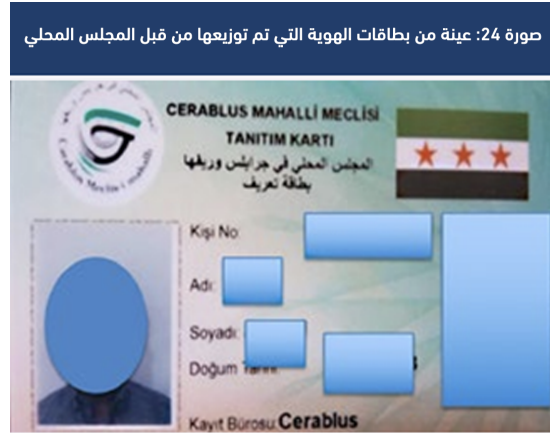 صورة 24: عينة من بطاقات الهوية التي تم توزيعها من قبل المجلس المحلي
CERABLUS MAHALLİ MECLİSİ
TANITIM KARTI
المجلس المحلي في جرابلس وريفها
بطاقة تعريف
Kişi No:
Adı:
Soyadı:
Doğum
Kayıt Bürosu: Cerablus